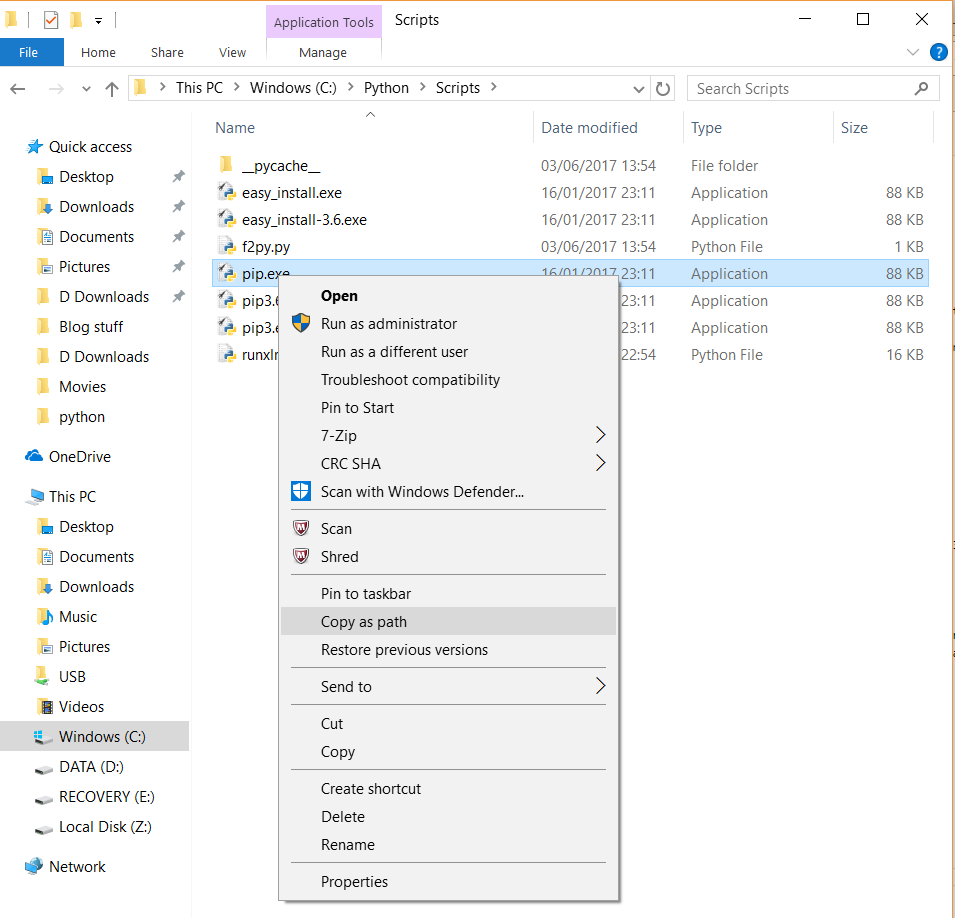 Application Tools Scripts
File Home Share View Manage
This PC Windows (C:) Python Scripts Search Scripts
Name Date modified Type Size
Quick access
Desktop
Downloads
Documents
Pictures
D Downloads
Blog stuff
D Downloads
Movies
python
OneDrive
This PC
Desktop
Documents
Downloads
Music
Pictures
USB
Videos
Windows (C:)
DATA (D:)
RECOVERY (E:)
Local Disk (Z:)
Network
__pycache__ 03/06/2017 13:54 File folder
easy_install.exe 16/01/2017 23:11 Application 88 KB
easy_install-3.6.exe 16/01/2017 23:11 Application 88 KB
f2py.py 03/06/2017 13:54 Python File 1 KB
pip.exe 16/01/2017 23:11 Application 88 KB
pip3.6 23:11 Application 88 KB
pip3.e 23:11 Application 88 KB
runxlr 22:54 Python File 16 KB
Open
Run as administrator
Run as a different user
Troubleshoot compatibility
Pin to Start
7-Zip
CRC SHA
Scan with Windows Defender...
Scan
Shred
Pin to taskbar
Copy as path
Restore previous versions
Send to
Cut
Copy
Create shortcut
Delete
Rename
Properties